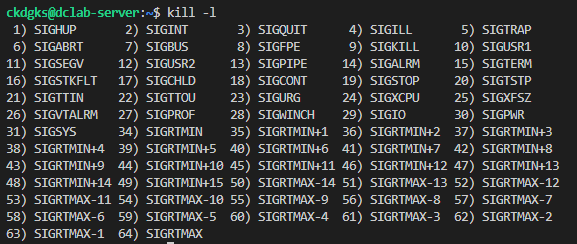 ckdgks@dclab-server:~$ kill -l
1) SIGHUP 2) SIGINT 3) SIGQUIT 4) SIGILL 5) SIGTRAP
6) SIGABRT 7) SIGBUS 8) SIGFPE 9) SIGKILL 10) SIGUSR1
11) SIGSEGV 12) SIGUSR2 13) SIGPIPE 14) SIGALRM 15) SIGTERM
16) SIGSTKFLT 17) SIGCHLD 18) SIGCONT 19) SIGSTOP 20) SIGTSTP
21) SIGTTIN 22) SIGTTOU 23) SIGURG 24) SIGXCPU 25) SIGXFSZ
26) SIGVTALRM 27) SIGPROF 28) SIGWINCH 29) SIGIO 30) SIGPWR
31) SIGSYS 34) SIGRTMIN 35) SIGRTMIN+1 36) SIGRTMIN+2 37) SIGRTMIN+3
38) SIGRTMIN+4 39) SIGRTMIN+5 40) SIGRTMIN+6 41) SIGRTMIN+7 42) SIGRTMIN+8
43) SIGRTMIN+9 44) SIGRTMIN+10 45) SIGRTMIN+11 46) SIGRTMIN+12 47) SIGRTMIN+13
48) SIGRTMIN+14 49) SIGRTMIN+15 50) SIGRTMAX-14 51) SIGRTMAX-13 52) SIGRTMAX-12
53) SIGRTMAX-11 54) SIGRTMAX-10 55) SIGRTMAX-9 56) SIGRTMAX-8 57) SIGRTMAX-7
58) SIGRTMAX-6 59) SIGRTMAX-5 60) SIGRTMAX-4 61) SIGRTMAX-3 62) SIGRTMAX-2
63) SIGRTMAX-1 64) SIGRTMAX